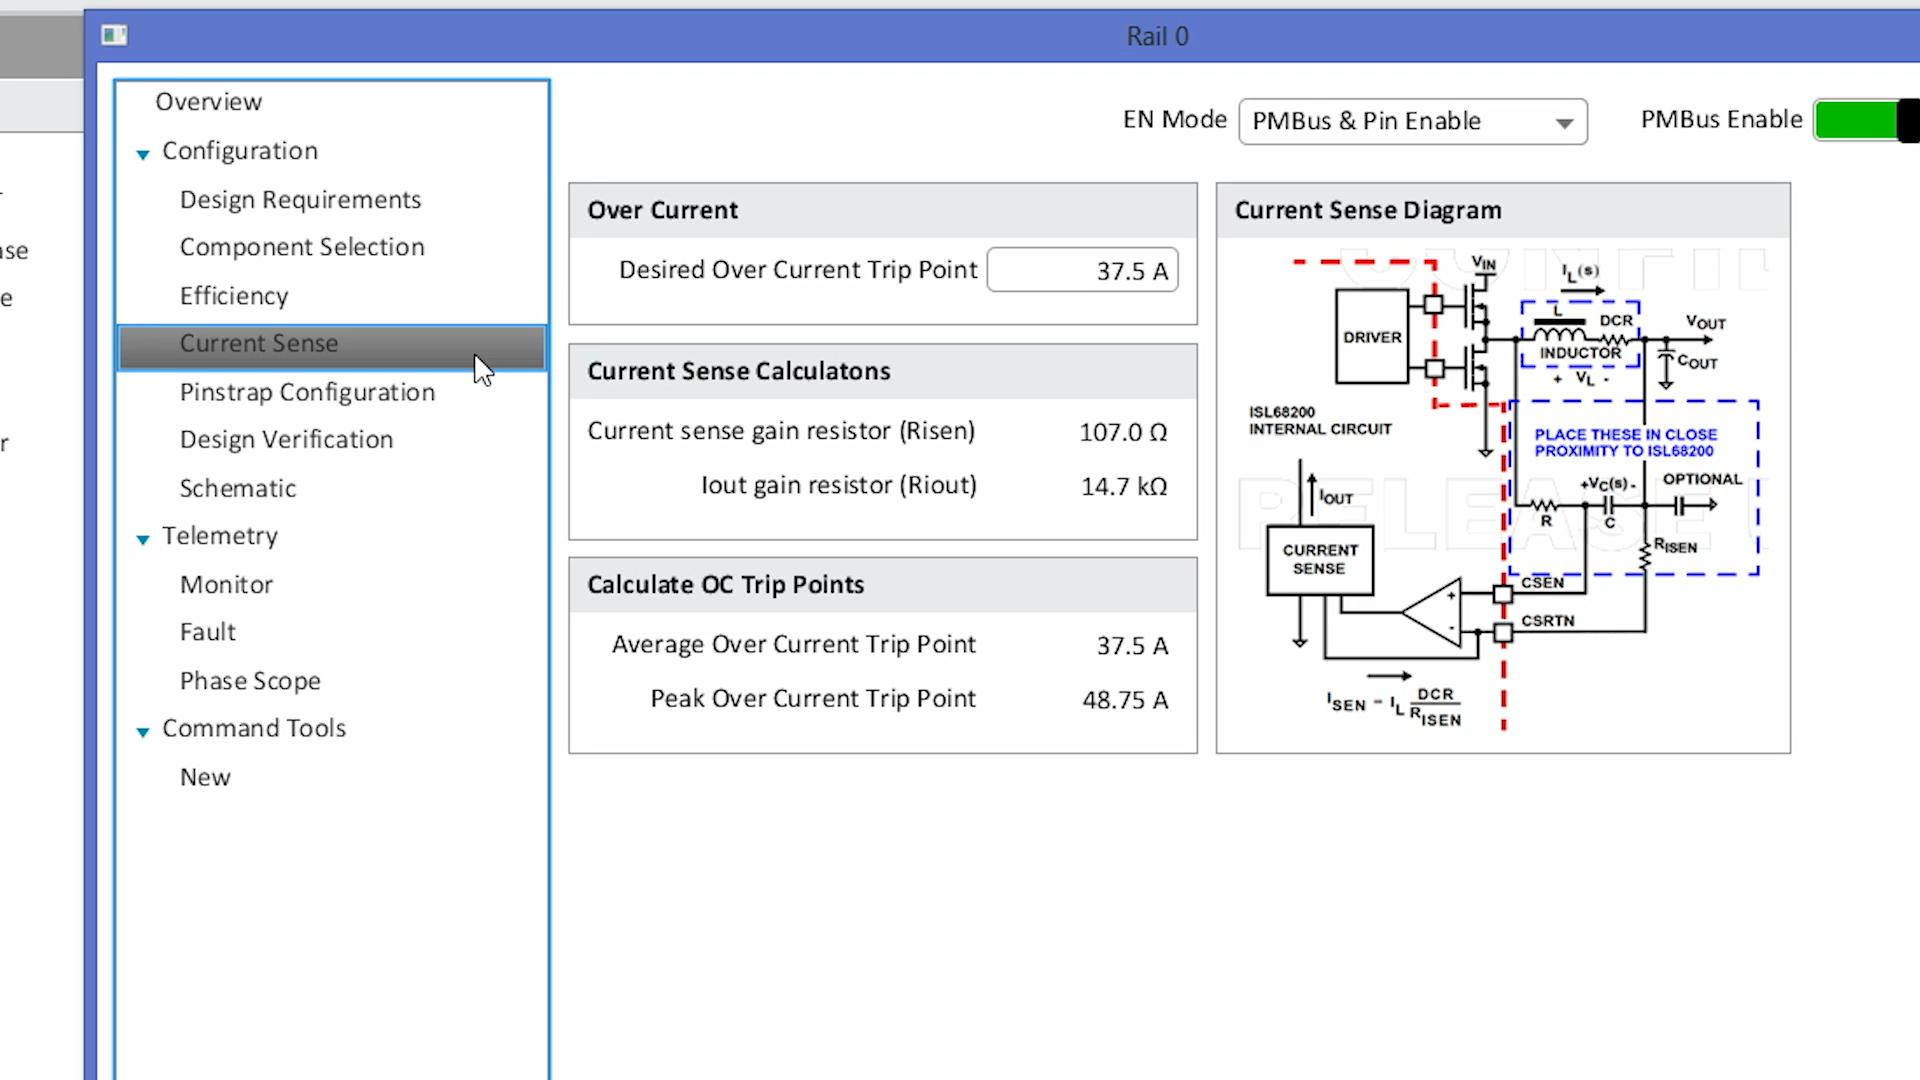 Rail 0
ase
e
r
Overview
Configuration
Design Requirements
Component Selection
Efficiency
Current Sense
Pinstrap Configuration
Design Verification
Schematic
Telemetry
Monitor
Fault
Phase Scope
Command Tools
New
EN Mode PMBus & Pin Enable PMBus Enable
Over Current
Desired Over Current Trip Point 37.5 A
Current Sense Calculatons
Current sense gain resistor (Risen) 107.0 Ω
Iout gain resistor (Riout) 14.7 kΩ
Calculate OC Trip Points
Average Over Current Trip Point 37.5 A
Peak Over Current Trip Point 48.75 A
Current Sense Diagram
VIN
IL(s)
L DCR
VOUT
DRIVER
INDUCTOR
COUT
+ VL -
ISL68200
INTERNAL CIRCUIT
PLACE THESE IN CLOSE
PROXIMITY TO ISL68200
+VC(s)- OPTIONAL
IOUT
R C
RISEN
CURRENT
SENSE
CSEN
+
-
CSRTN
ISEN = IL DCR
RISEN
RELEASE